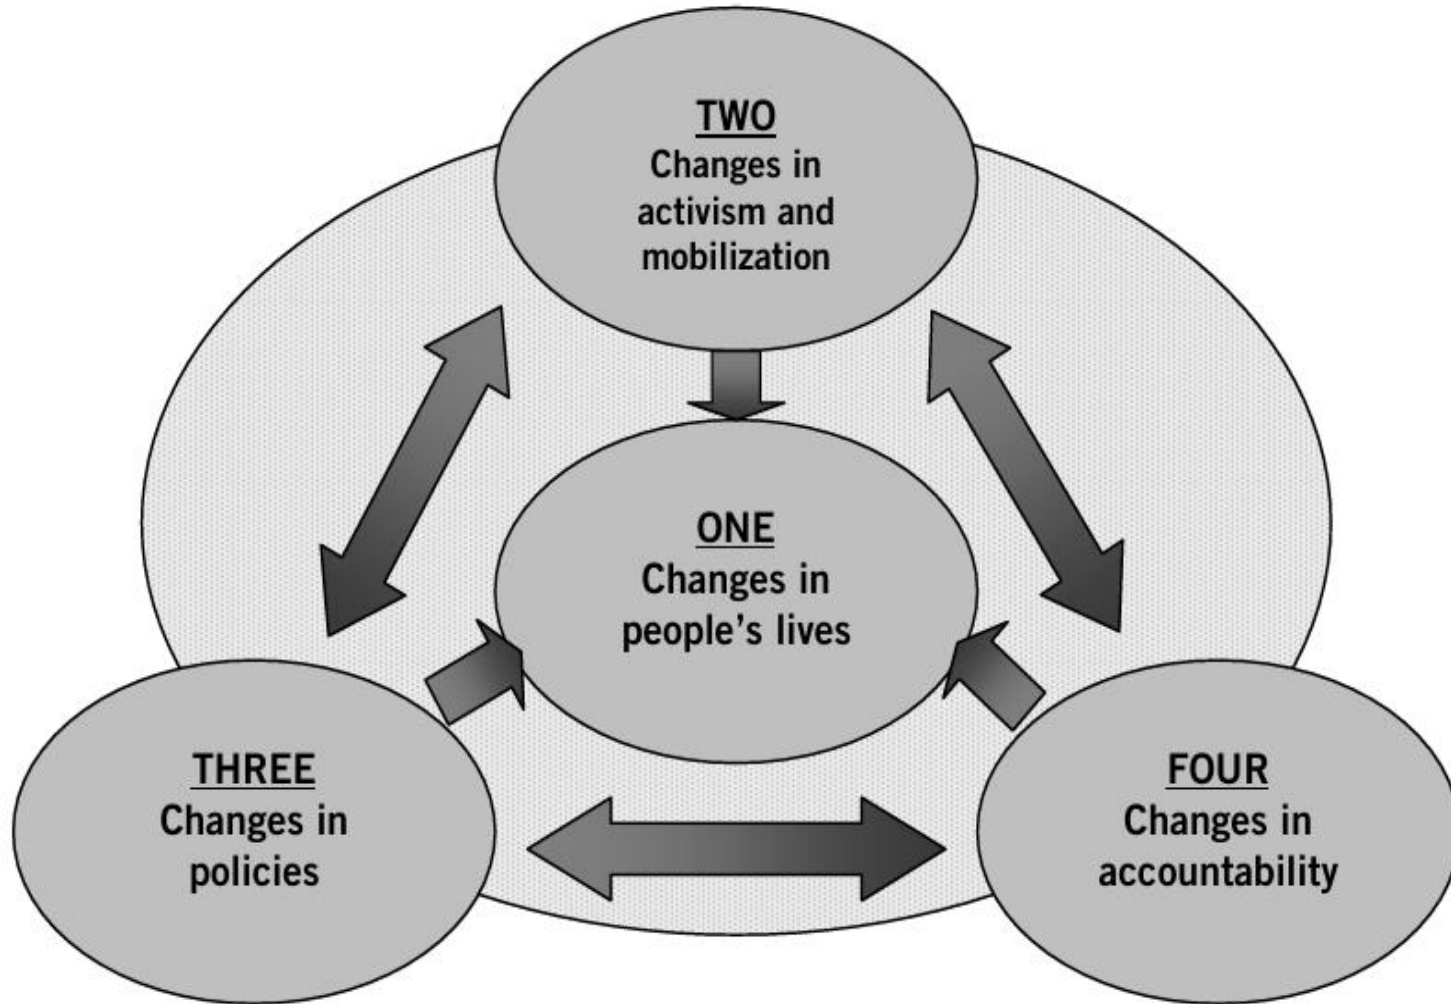 TWO
Changes in
activism and
mobilization
ONE
Changes in
people's lives
THREE
Changes in
policies
FOUR
Changes in
accountability